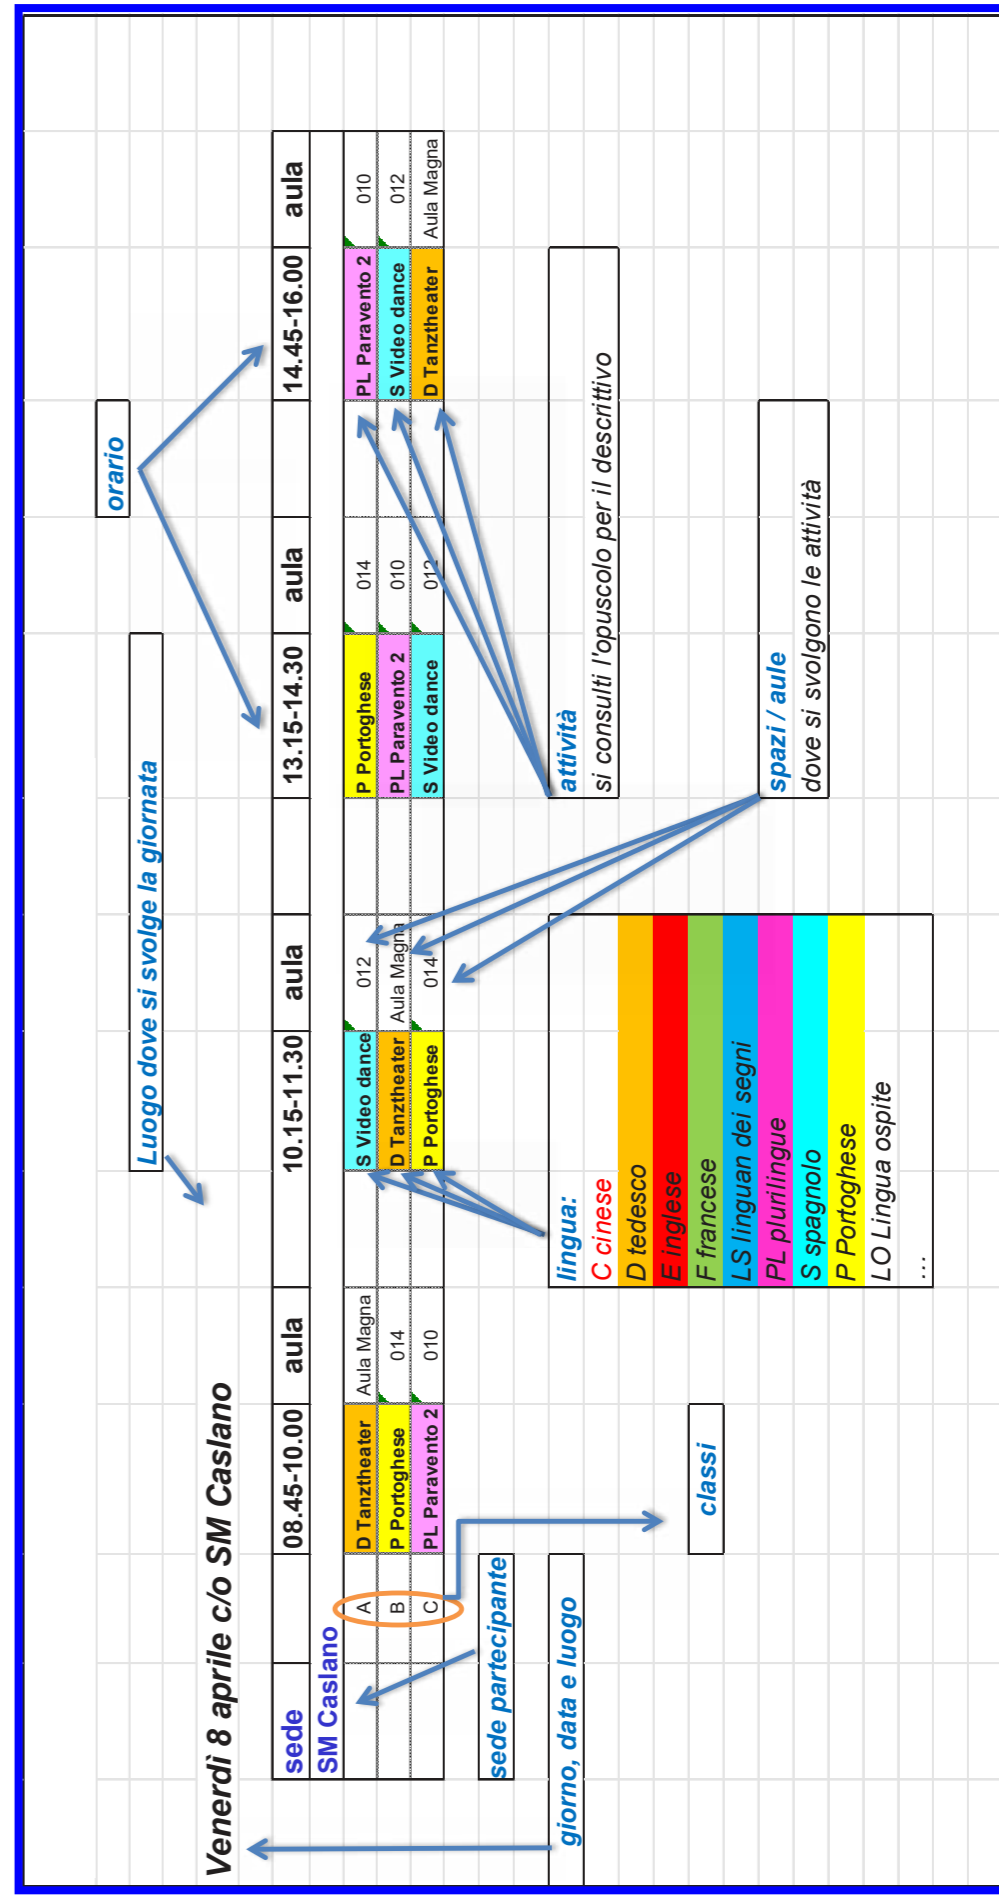 orario
Luogo dove si svolge la giornata
Venerdì 8 aprile c/o SM Caslano
sede 08.45-10.00 aula 10.15-11.30 aula 13.15-14.30 aula 14.45-16.00 aula
SM Caslano
A D Tanztheater Aula Magna S Video dance 012 P Portoghese 014 PL Paravento 2 010
B P Portoghese 014 D Tanztheater Aula Magna PL Paravento 2 010 S Video dance 012
C PL Paravento 2 010 P Portoghese 014 S Video dance 012 D Tanztheater Aula Magna
sede partecipante
giorno, data e luogo
classi
lingua:
C cinese
D tedesco
E inglese
F francese
LS linguan dei segni
PL plurilingue
S spagnolo
P Portoghese
LO Lingua ospite
...
attività
si consulti l'opuscolo per il descrittivo
spazi / aule
dove si svolgono le attività